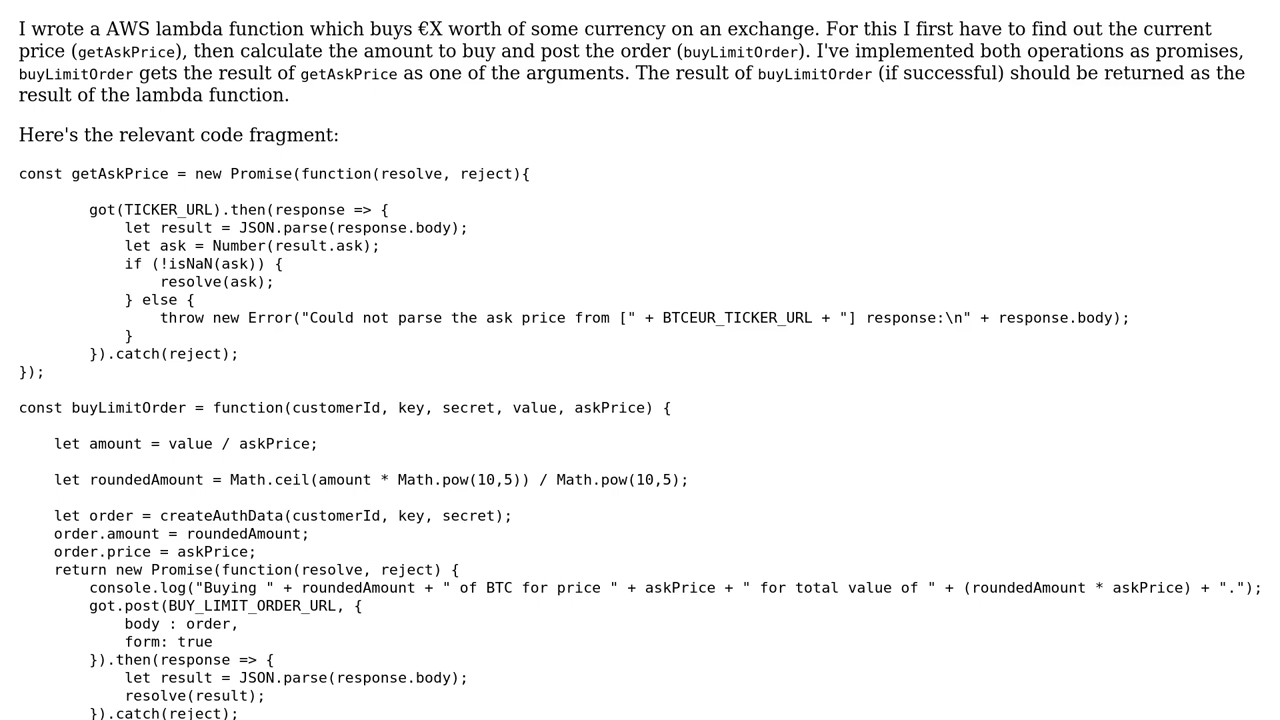 I wrote a AWS lambda function which buys €X worth of some currency on an exchange. For this I first have to find out the current
price (getAskPrice), then calculate the amount to buy and post the order (buyLimitOrder). I've implemented both operations as promises,
buyLimitOrder gets the result of getAskPrice as one of the arguments. The result of buyLimitOrder (if successful) should be returned as the
result of the lambda function.
Here's the relevant code fragment:
const getAskPrice = new Promise(function(resolve, reject){
        got(TICKER_URL).then(response => {
            let result = JSON.parse(response.body);
            let ask = Number(result.ask);
            if (!isNaN(ask)) {
                resolve(ask);
            } else {
                throw new Error("Could not parse the ask price from [" + BTCEUR_TICKER_URL + "] response:\n" + response.body);
            }
        }).catch(reject);
});
const buyLimitOrder = function(customerId, key, secret, value, askPrice) {
    let amount = value / askPrice;
    let roundedAmount = Math.ceil(amount * Math.pow(10,5)) / Math.pow(10,5);
    let order = createAuthData(customerId, key, secret);
    order.amount = roundedAmount;
    order.price = askPrice;
    return new Promise(function(resolve, reject) {
        console.log("Buying " + roundedAmount + " of BTC for price " + askPrice + " for total value of " + (roundedAmount * askPrice) + ".");
        got.post(BUY_LIMIT_ORDER_URL, {
            body : order,
            form: true
        }).then(response => {
            let result = JSON.parse(response.body);
            resolve(result);
        }).catch(reject);